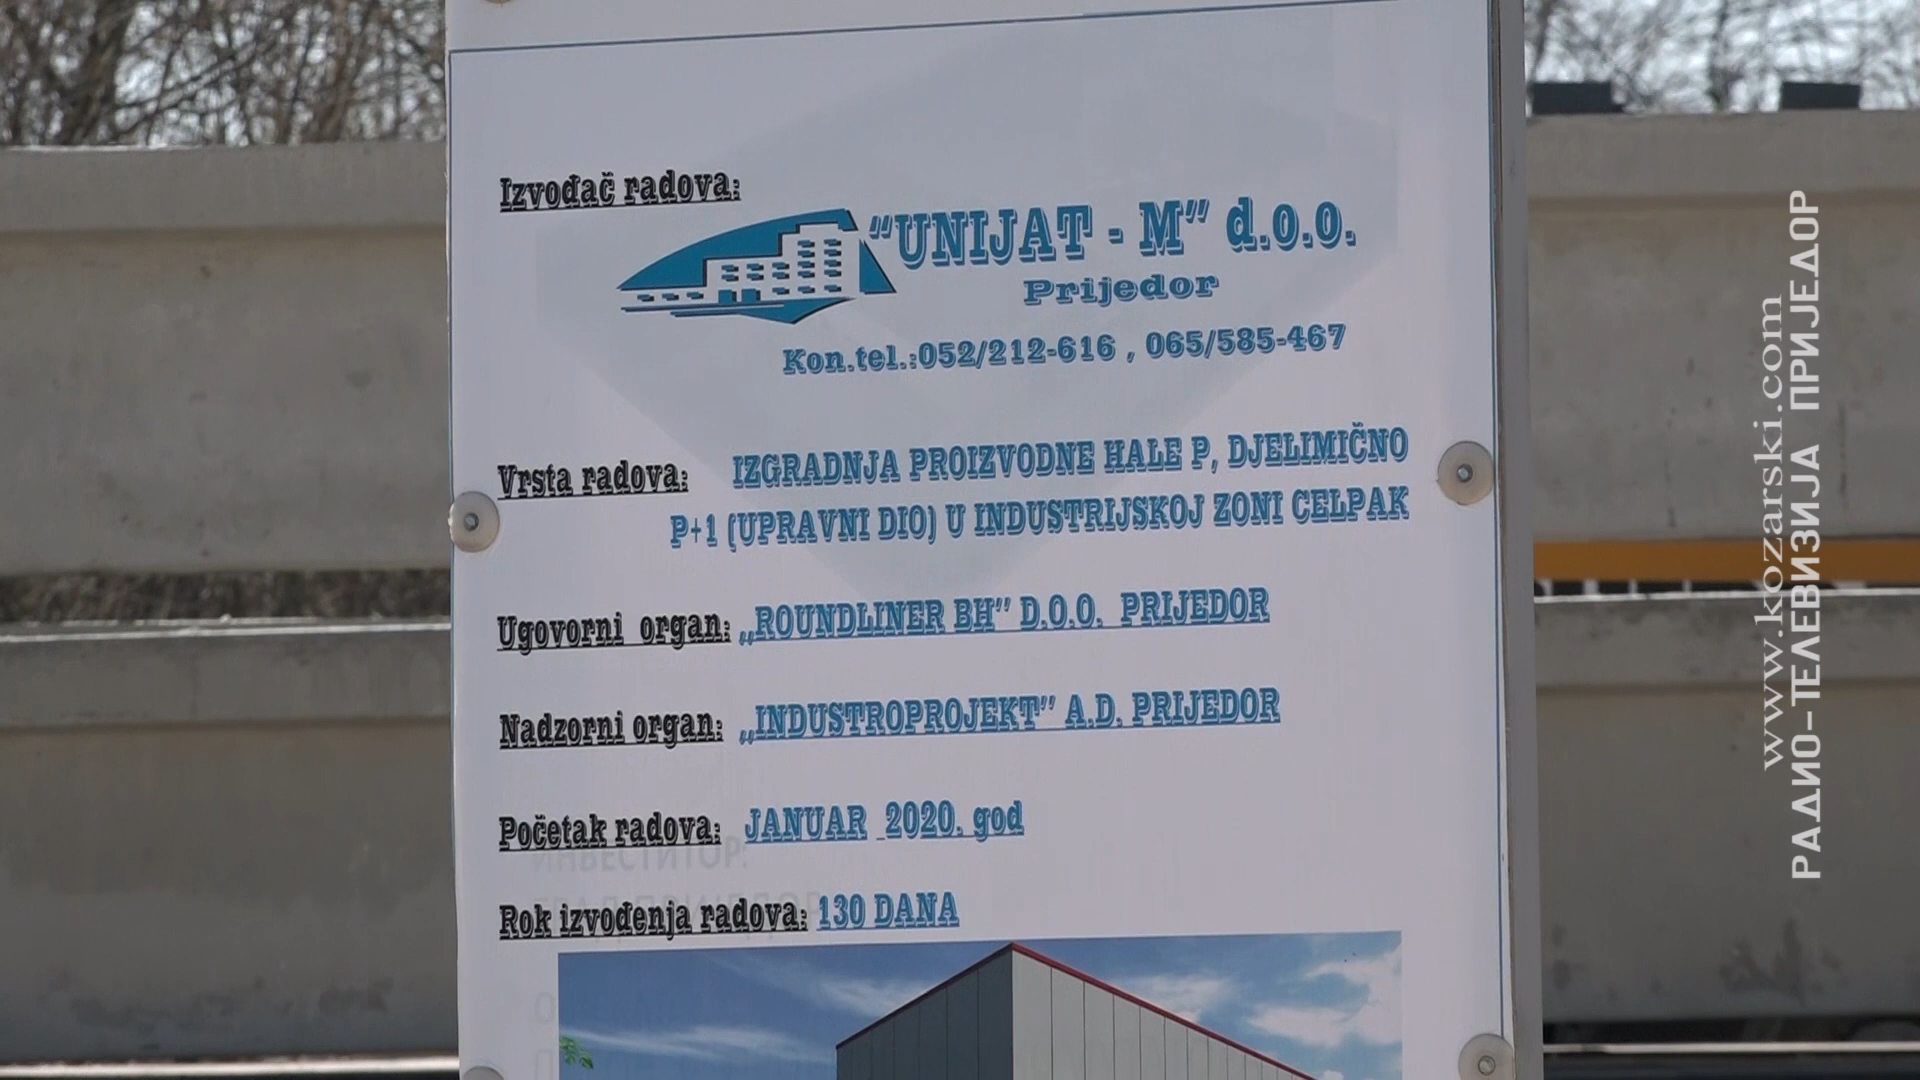 Izvođač radova:
"UNIJAT - M" d.o.o.
Prijedor
Kon.tel.:052/212-616 , 065/585-467
Vrsta radova: IZGRADNJA PROIZVODNE HALE P, DJELIMIČNO
P+1 (UPRAVNI DIO) U INDUSTRIJSKOJ ZONI CELPAK
Ugovorni organ: „ROUNDLINER BH" D.O.O. PRIJEDOR
Nadzorni organ: „INDUSTROPROJEKT" A.D. PRIJEDOR
Početak radova: JANUAR 2020. god
ИНВЕСТИТОР:
Rok izvođenja radova: 130 DANA
www.kozarski.com
РАДИО-ТЕЛЕВИЗИЈА ПРИЈЕДОР